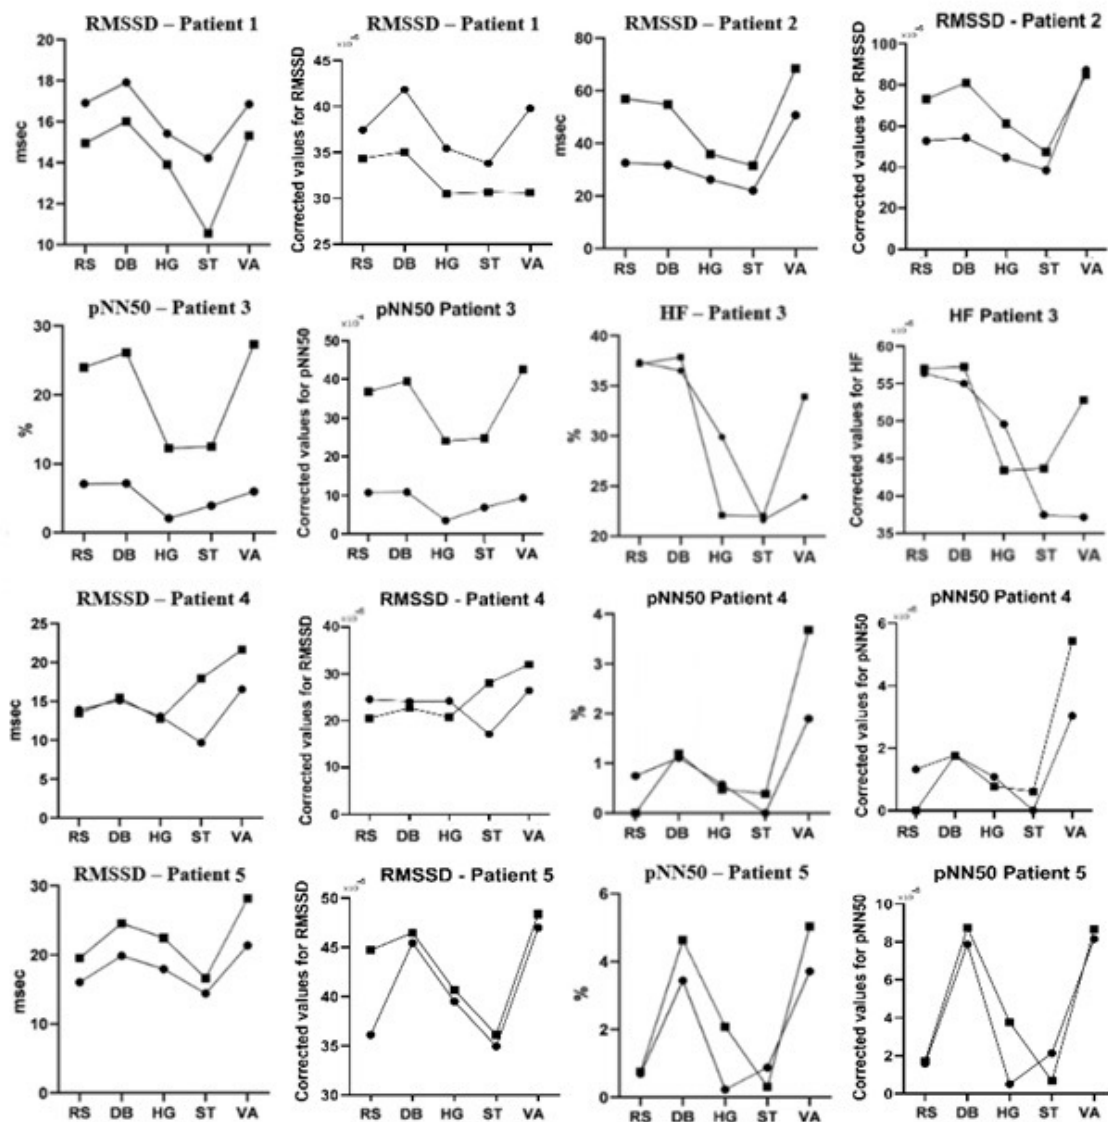 RMSSD – Patient 1
msec
20
18
16
14
12
10
RS DB HG ST VA
RMSSD – Patient 1
Corrected values for RMSSD
45
40
35
30
25
RS DB HG ST VA
RMSSD – Patient 2
msec
80
60
40
20
0
RS DB HG ST VA
RMSSD - Patient 2
Corrected values for RMSSD
100
80
60
40
20
0
RS DB HG ST VA
pNN50 – Patient 3
%
30
20
10
0
RS DB HG ST VA
pNN50 Patient 3
Corrected values for pNN50
50
40
30
20
10
0
RS DB HG ST VA
HF – Patient 3
%
40
35
30
25
20
RS DB HG ST VA
HF Patient 3
Corrected values for HF
60
55
50
45
40
35
RS DB HG ST VA
RMSSD – Patient 4
msec
25
20
15
10
5
0
RS DB HG ST VA
RMSSD - Patient 4
Corrected values for RMSSD
40
30
20
10
0
RS DB HG ST VA
pNN50 Patient 4
%
4
3
2
1
0
RS DB HG ST VA
pNN50 Patient 4
Corrected values for pNN50
6
4
2
0
RS DB HG ST VA
RMSSD – Patient 5
msec
30
20
10
0
RS DB HG ST VA
RMSSD - Patient 5
Corrected values for RMSSD
50
45
40
35
30
RS DB HG ST VA
pNN50 – Patient 5
%
6
4
2
0
RS DB HG ST VA
pNN50 Patient 5
Corrected values for pNN50
10
8
6
4
2
0
RS DB HG ST VA